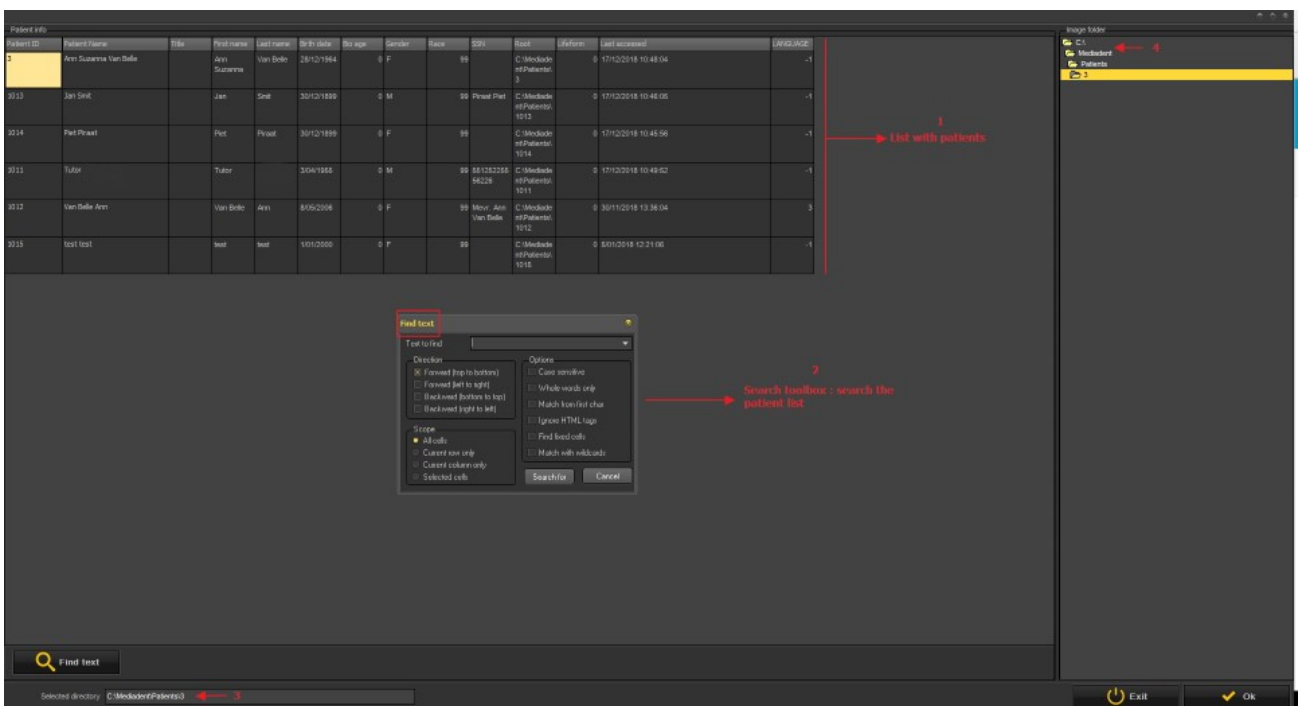 Patient info
Image folder
Patient ID Patient Name Title First name Last name Birth date Bio age Gender Race SSN Root Lifeform Last accessed LANGUAGE
3 Ann Suzanna Van Belle Ann Suzanna Van Belle 28/12/1964 0 F 99 C:\Mediadent\Patients\3 0 17/12/2018 10:48:04 -1
1013 Jan Smit Jan Smit 30/12/1899 0 M 99 Piraat Piet C:\Mediadent\Patients\1013 0 17/12/2018 10:46:05 -1
1014 Piet Piraat Piet Piraat 30/12/1899 0 F 99 C:\Mediadent\Patients\1014 0 17/12/2018 10:45:56 -1
1011 Tutor Tutor 3/04/1955 0 M 99 C:\Mediadent\Patients\1011 0 17/12/2018 10:49:52 -1
1012 Van Belle Ann Van Belle Ann 8/05/2006 0 F 99 Mevr. Ann Van Belle C:\Mediadent\Patients\1012 0 30/11/2018 13:36:04 3
1015 test test test test 1/01/2000 0 F 99 C:\Mediadent\Patients\1015 0 5/01/2018 12:21:06 -1
C:\
4
Mediadent
Patients
3
1
List with patients
Find text
Text to find
Direction
Forward (top to bottom)
Forward (left to right)
Backward (bottom to top)
Backward (right to left)
Scope
All cells
Current row only
Current column only
Selected cells
Options
Case sensitive
Whole words only
Match from first char
Ignore HTML tags
Find fixed cells
Match with wildcards
Search for
Cancel
2
Search toolbox : search the
patient list
Find text
Selected directory C:\Mediadent\Patients\3
3
Exit
Ok